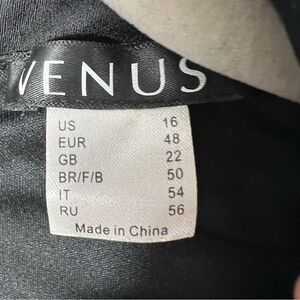 VENUS
US 16
EUR 48
GB 22
BR/F/B 50
IT 54
RU 56
Made in China